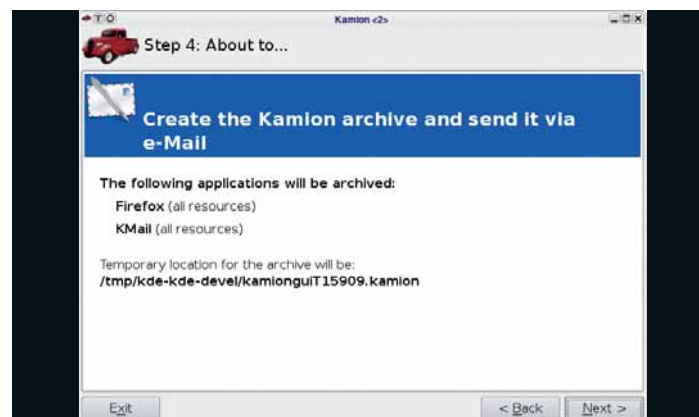 Kamion <2>
Step 4: About to...
Create the Kamion archive and send it via
e-Mail
The following applications will be archived:
Firefox (all resources)
KMail (all resources)
Temporary location for the archive will be:
/tmp/kde-kde-devel/kamionguiT15909.kamion
Exit
< Back
Next >